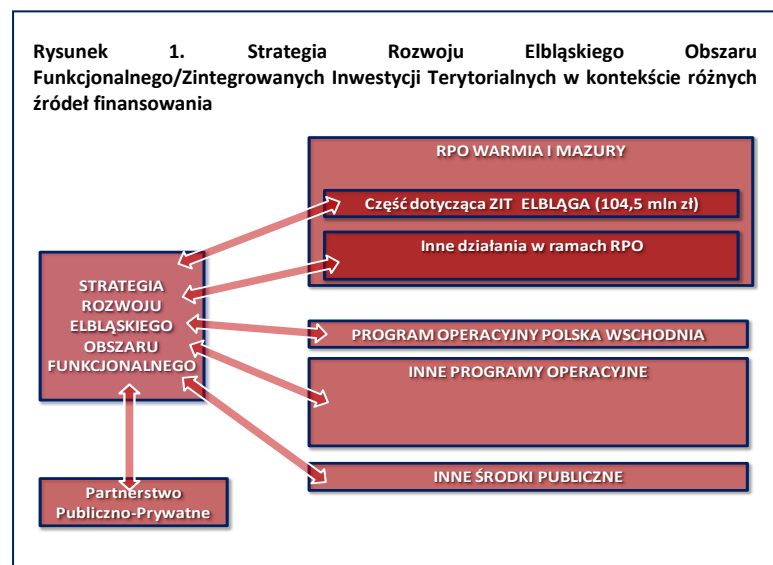 Rysunek 1. Strategia Rozwoju Elbląskiego Obszaru
Funkcjonalnego/Zintegrowanych Inwestycji Terytorialnych w kontekście różnych
źródeł finansowania
RPO WARMIA I MAZURY
Część dotycząca ZIT ELBLĄGA (104,5 mln zł)
Inne działania w ramach RPO
STRATEGIA
ROZWOJU
ELBLĄSKIEGO
OBSZARU
FUNKCJONALNEGO
PROGRAM OPERACYJNY POLSKA WSCHODNIA
INNE PROGRAMY OPERACYJNE
INNE ŚRODKI PUBLICZNE
Partnerstwo
Publiczno-Prywatne